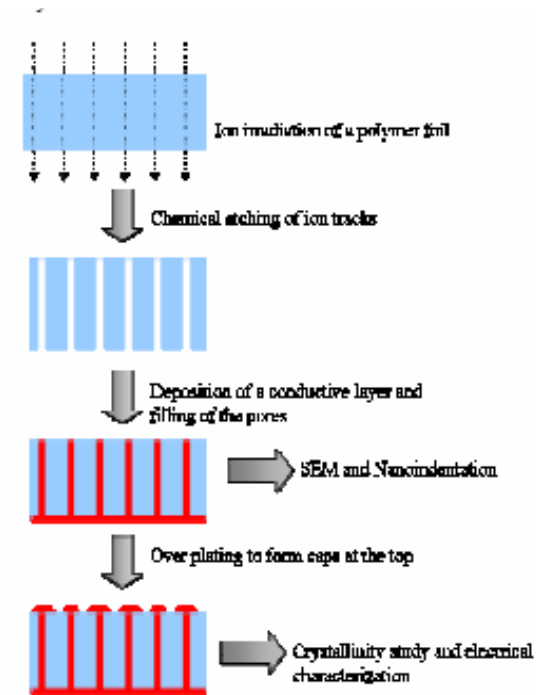 Ion irradiation of a polymer foil
Chemical etching of ion tracks
Deposition of a conductive layer and
filling of the pores
SEM and Nanoindentation
Over plating to form caps at the top
Crystallinity study and electrical
characterization